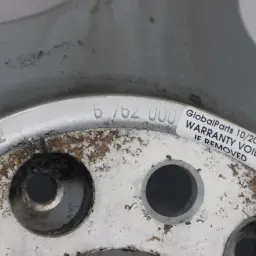 6 762 000
GlobalParts 10/20
WARRANTY VOID
IF REMOVED